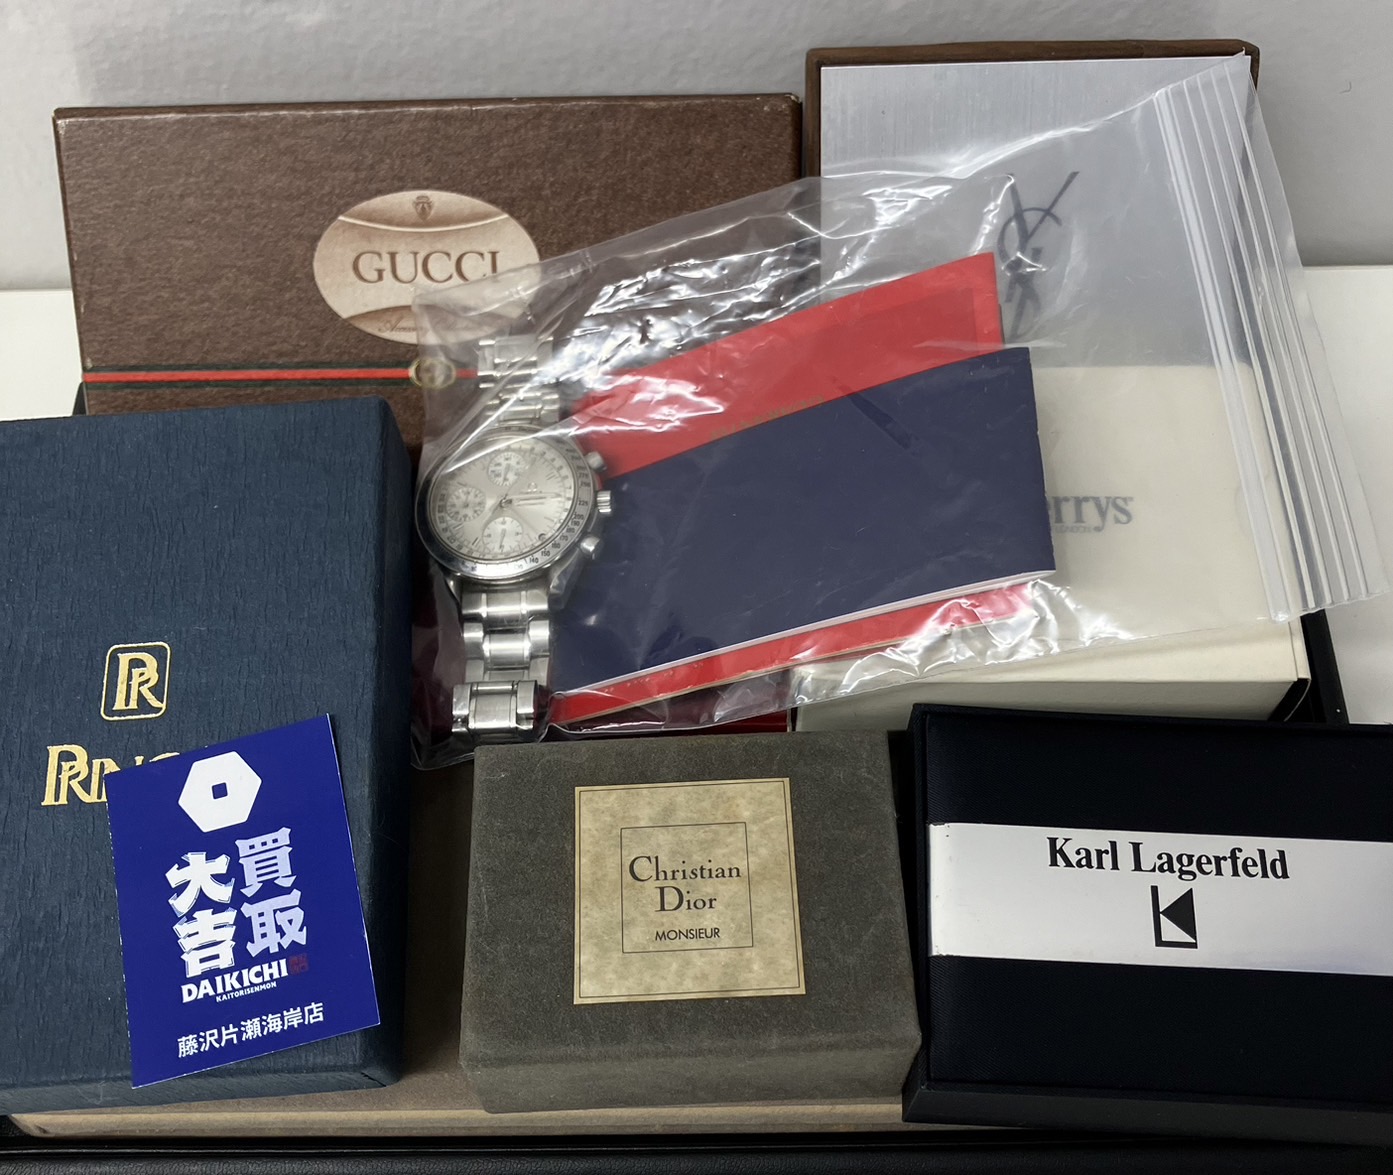 GUCCI
PR
買取
大吉
DAIKICHI
KAITORISENMON
藤沢片瀬海岸店
Christian
Dior
MONSIEUR
Karl Lagerfeld